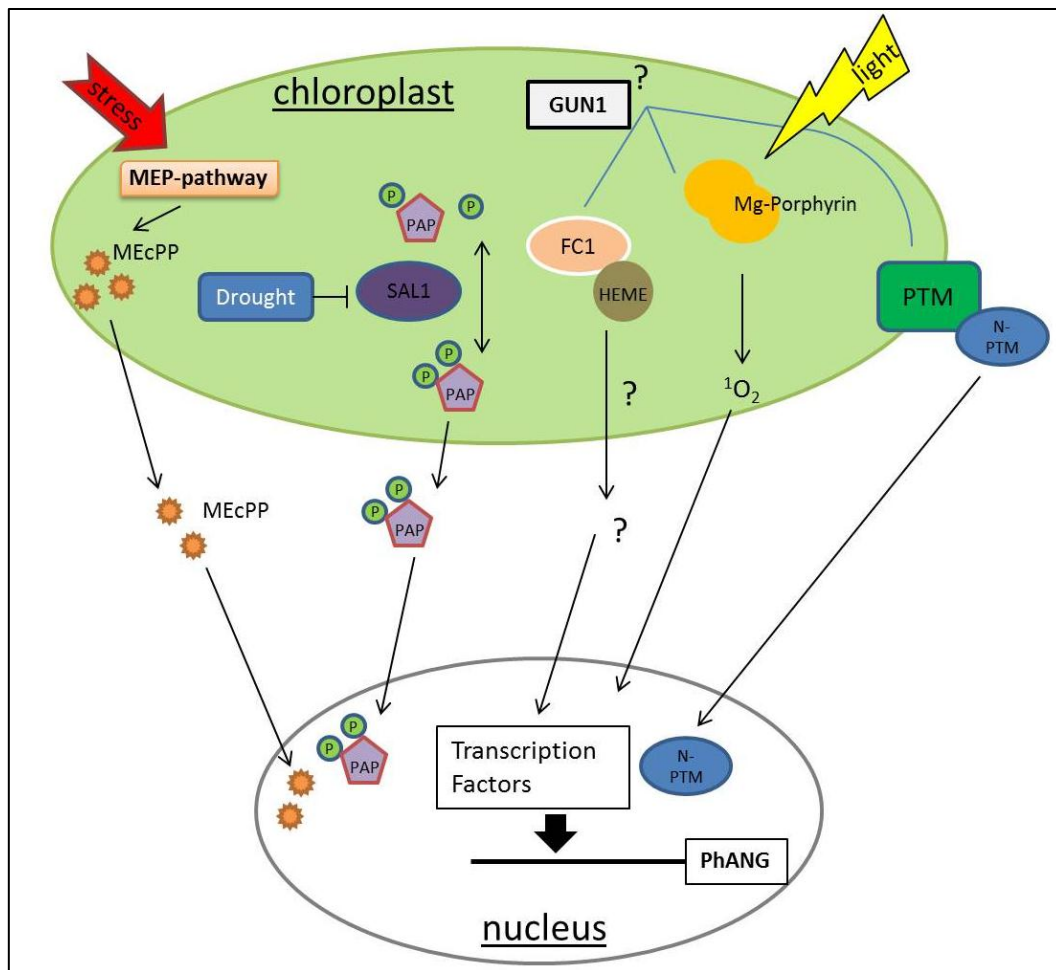 stress
chloroplast
?
GUN1
light
MEP-pathway
P
P
PAP
Mg-Porphyrin
MEcPP
FC1
Drought
SAL1
HEME
PTM
N-
PTM
P
P
PAP
?
¹O₂
MEcPP
P
P
PAP
?
P
P
PAP
Transcription
Factors
N-
PTM
PhANG
nucleus